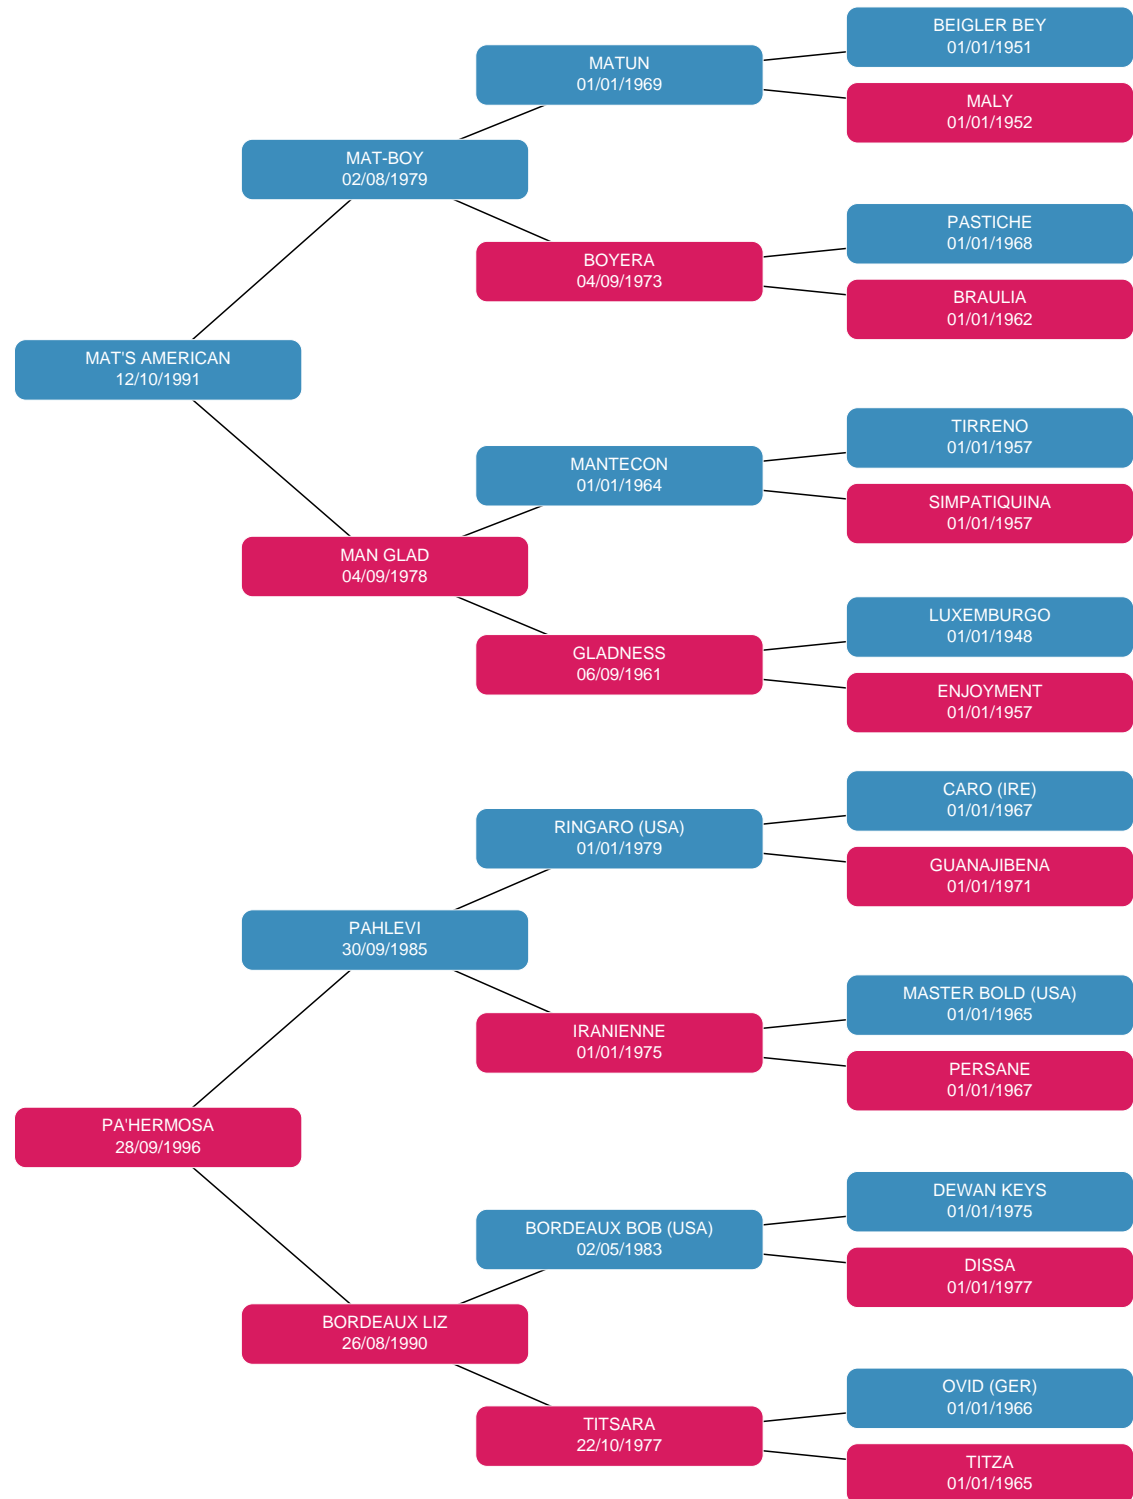 BEIGLER BEY
01/01/1951
MATUN
01/01/1969
MALY
01/01/1952
MAT-BOY
02/08/1979
PASTICHE
01/01/1968
BOYERA
04/09/1973
BRAULIA
01/01/1962
MAT'S AMERICAN
12/10/1991
TIRRENO
01/01/1957
MANTECON
01/01/1964
SIMPATIQUINA
01/01/1957
MAN GLAD
04/09/1978
LUXEMBURGO
01/01/1948
GLADNESS
06/09/1961
ENJOYMENT
01/01/1957
CARO (IRE)
01/01/1967
RINGARO (USA)
01/01/1979
GUANAJIBENA
01/01/1971
PAHLEVI
30/09/1985
MASTER BOLD (USA)
01/01/1965
IRANIENNE
01/01/1975
PERSANE
01/01/1967
PA'HERMOSA
28/09/1996
DEWAN KEYS
01/01/1975
BORDEAUX BOB (USA)
02/05/1983
DISSA
01/01/1977
BORDEAUX LIZ
26/08/1990
OVID (GER)
01/01/1966
TITSARA
22/10/1977
TITZA
01/01/1965